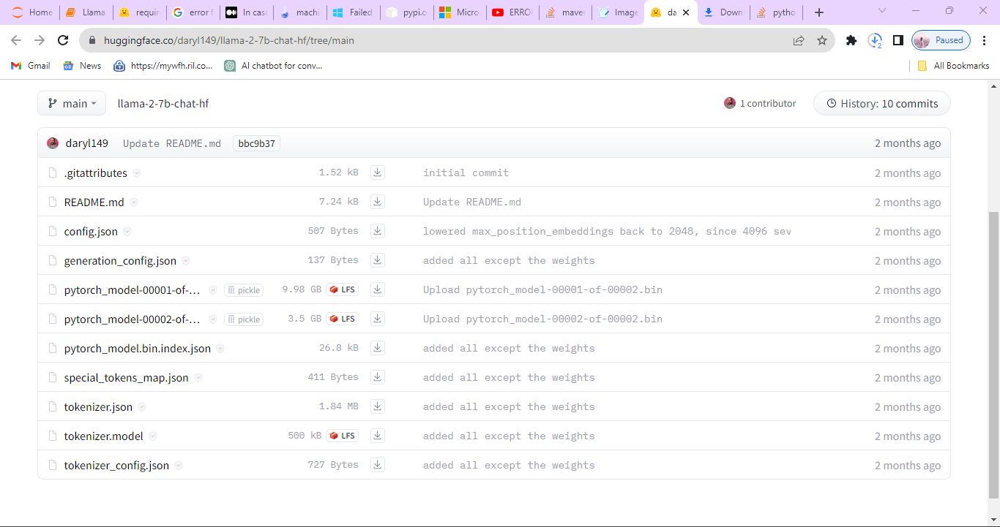 Home Llama requir error f In case machi Failed pypi.o Micro ERRO maver Image da Down pytho
huggingface.co/daryl149/llama-2-7b-chat-hf/tree/main 2 Paused
Gmail News https://mywfh.ril.co... AI chatbot for conv... All Bookmarks
main llama-2-7b-chat-hf 1 contributor History: 10 commits
daryl149 Update README.md bbc9b37 2 months ago
.gitattributes 1.52 kB initial commit 2 months ago
README.md 7.24 kB Update README.md 2 months ago
config.json 507 Bytes lowered max_position_embeddings back to 2048, since 4096 sev 2 months ago
generation_config.json 137 Bytes added all except the weights 2 months ago
pytorch_model-00001-of-... pickle 9.98 GB LFS Upload pytorch_model-00001-of-00002.bin 2 months ago
pytorch_model-00002-of-... pickle 3.5 GB LFS Upload pytorch_model-00002-of-00002.bin 2 months ago
pytorch_model.bin.index.json 26.8 kB added all except the weights 2 months ago
special_tokens_map.json 411 Bytes added all except the weights 2 months ago
tokenizer.json 1.84 MB added all except the weights 2 months ago
tokenizer.model 500 kB LFS added all except the weights 2 months ago
tokenizer_config.json 727 Bytes added all except the weights 2 months ago